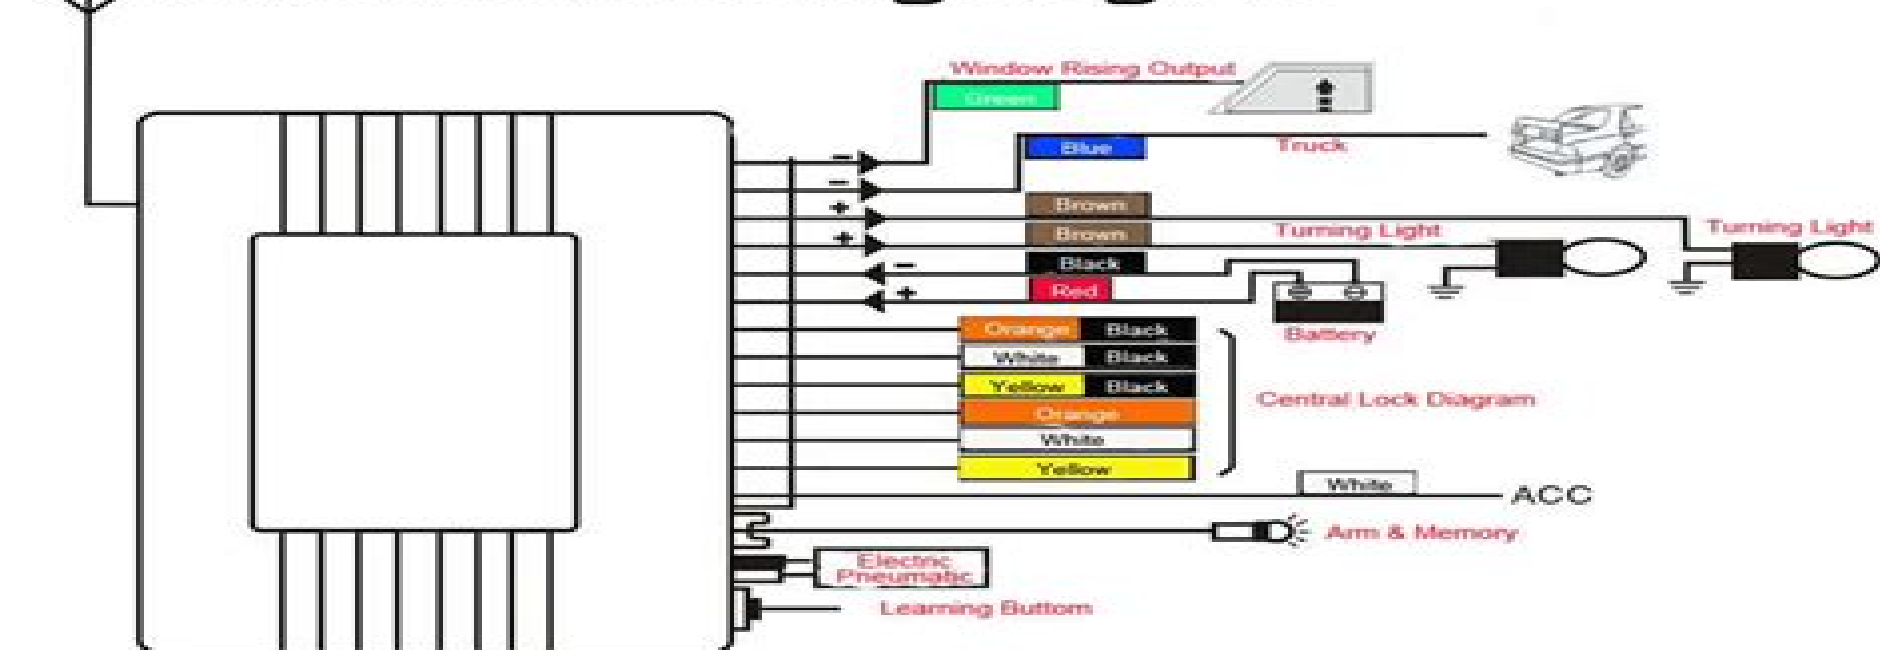 Window Rising Output
Green
Blue
Truck
Brown
Brown
Turning Light
Turning Light
Black
Red
Battery
Orange Black
White Black
Yellow Black
Orange
White
Yellow
Central Lock Diagram
White
ACC
Arm & Memory
Electric
Pneumatic
Learning Buttom